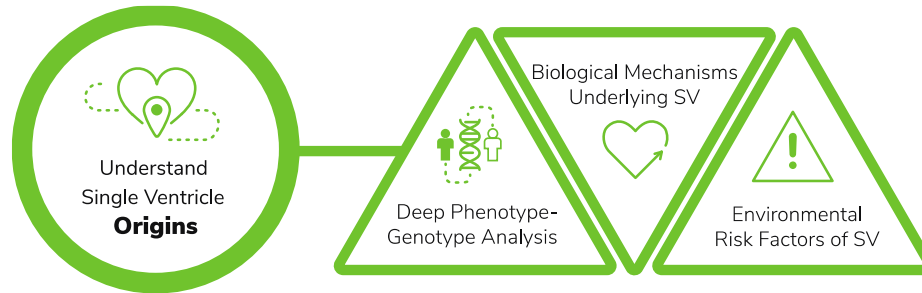 Understand
Single Ventricle
Origins
Deep Phenotype-
Genotype Analysis
Biological Mechanisms
Underlying SV
Environmental
Risk Factors of SV